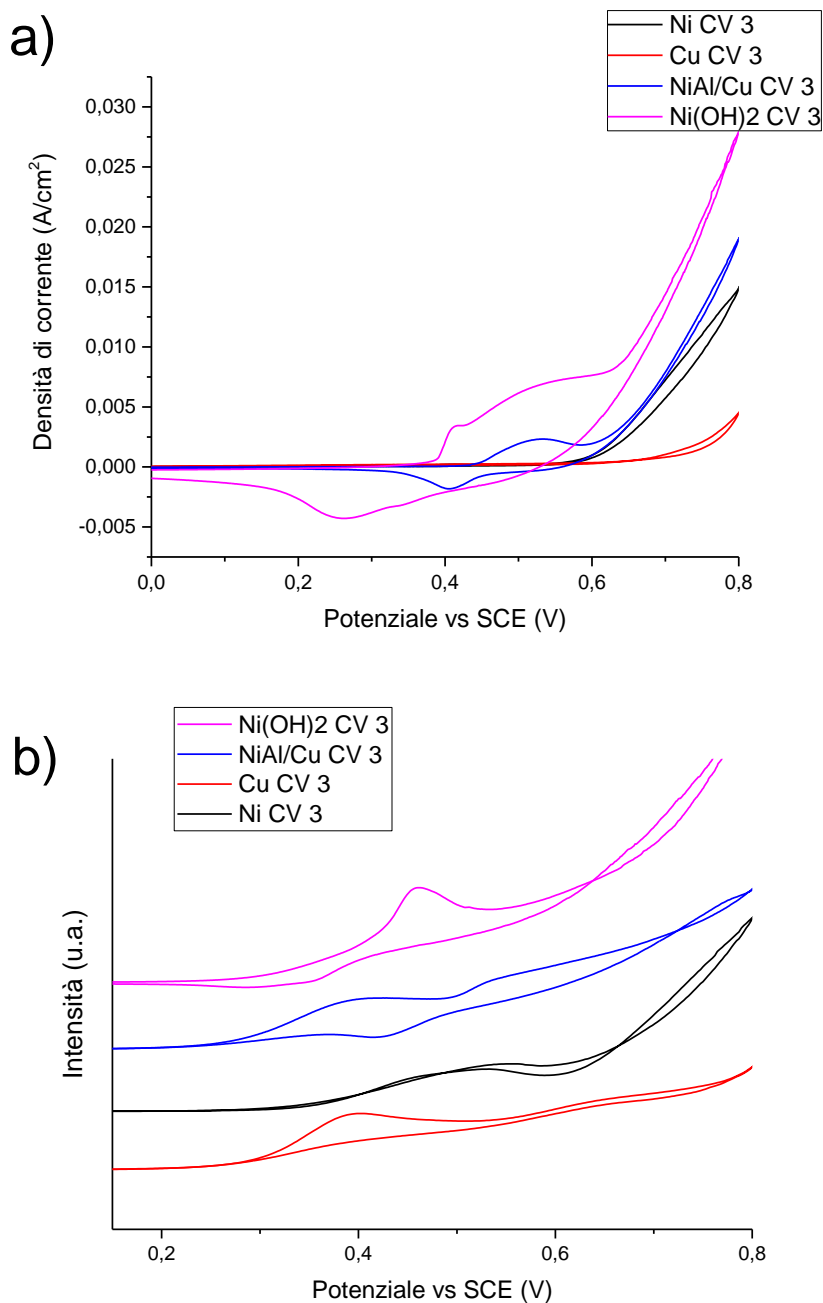 a)
Ni CV 3
Cu CV 3
NiAl/Cu CV 3
Ni(OH)2 CV 3
0,030
0,025
0,020
0,015
0,010
0,005
0,000
-0,005
Densità di corrente (A/cm²)
0,0 0,2 0,4 0,6 0,8
Potenziale vs SCE (V)
b)
Ni(OH)2 CV 3
NiAl/Cu CV 3
Cu CV 3
Ni CV 3
Intensità (u.a.)
0,2 0,4 0,6 0,8
Potenziale vs SCE (V)